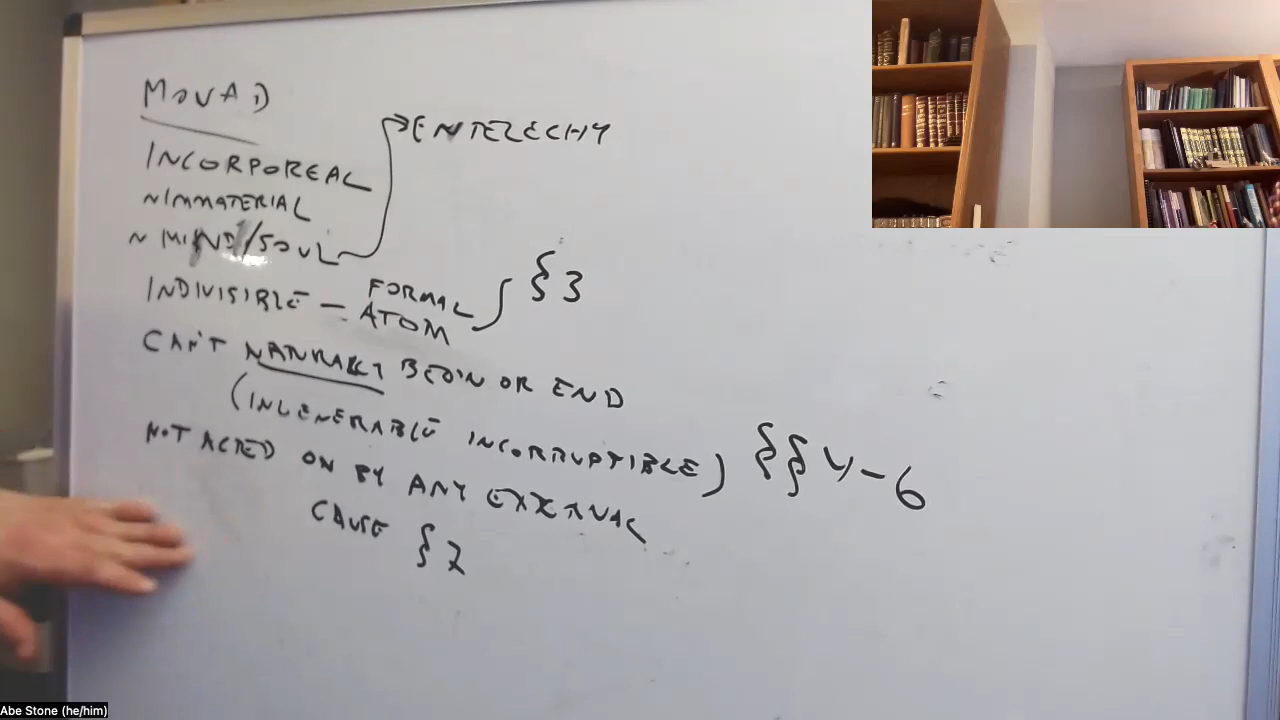 MONAD
INCORPOREAL
~IMMATERIAL
~ MIND/SOUL
ENTELECHY
INDIVISIBLE — FORMAL ATOM
§3
CAN'T NATURALLY BEGIN OR END
(INGENERABLE INCORRUPTIBLE)
§§4-6
NOT ACTED ON BY ANY EXTERNAL
CAUSE §7
Abe Stone (he/him)